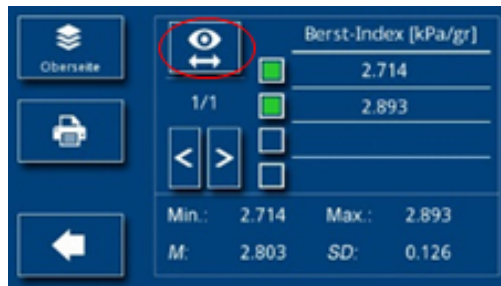 Oberseite
Berst-Index [kPa/gr]
2.714
1/1
2.893
< >
Min.: 2.714 Max.: 2.893
M: 2.803 SD: 0.126